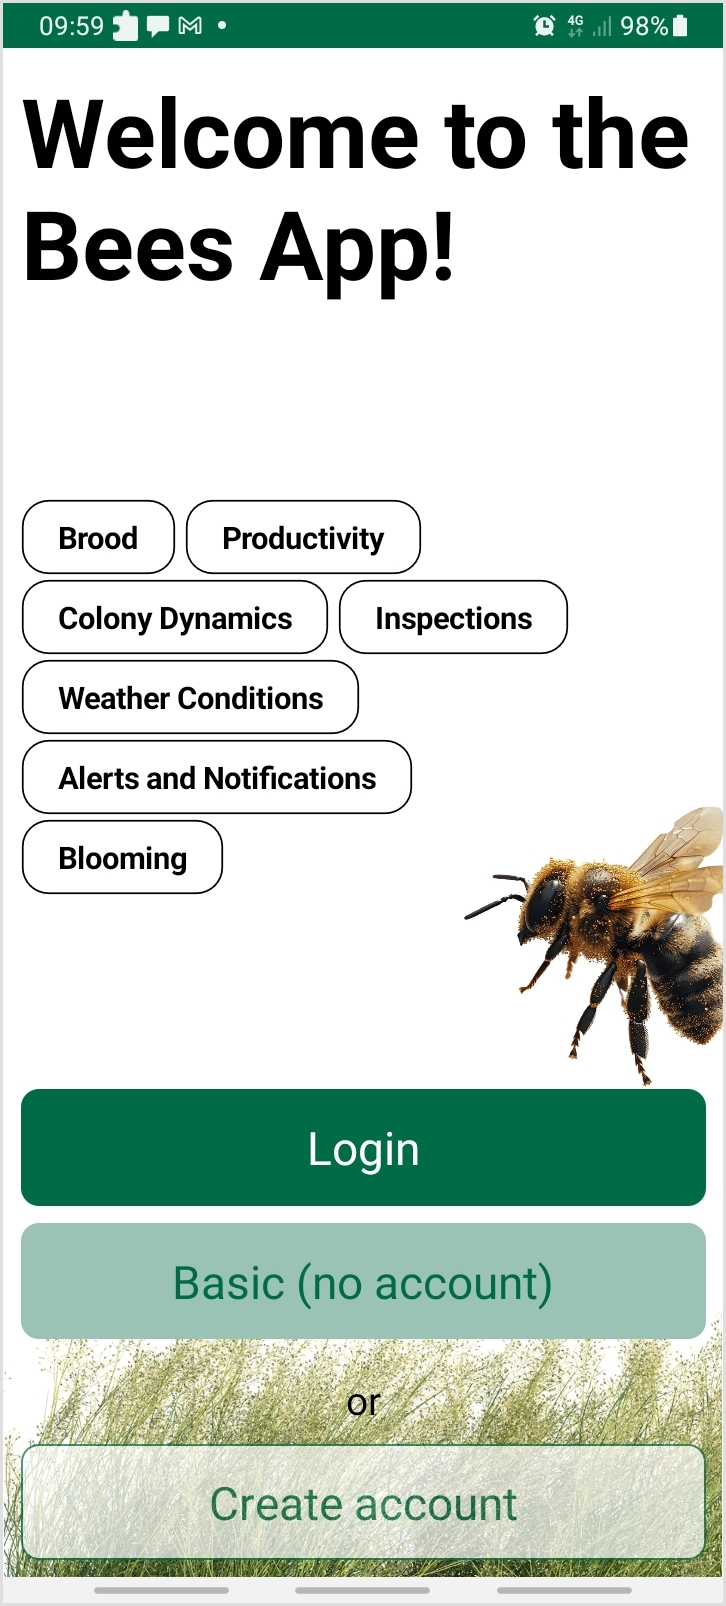 09:59 4G 98%
Welcome to the
Bees App!
Brood Productivity
Colony Dynamics Inspections
Weather Conditions
Alerts and Notifications
Blooming
Login
Basic (no account)
or
Create account